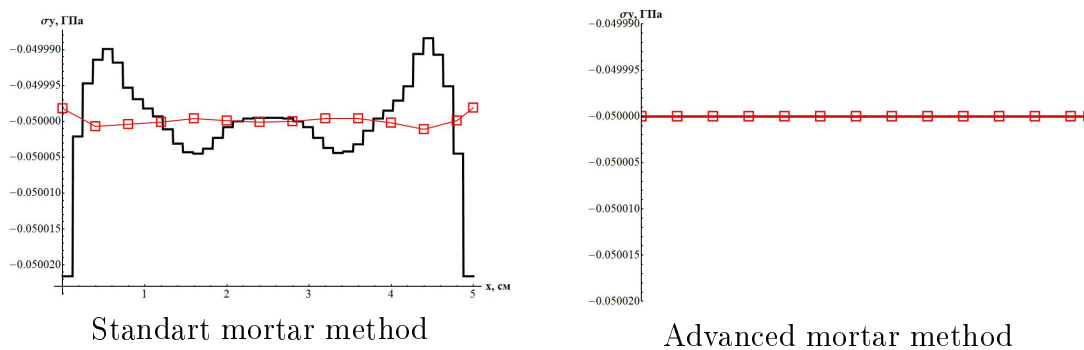 σy, ГПа
−0.049990
−0.049995
−0.050000
−0.050005
−0.050010
−0.050015
−0.050020
1 2 3 4 5
x, см
Standart mortar method
σy, ГПа
−0.049990
−0.049995
−0.050000
−0.050005
−0.050010
−0.050015
−0.050020
Advanced mortar method